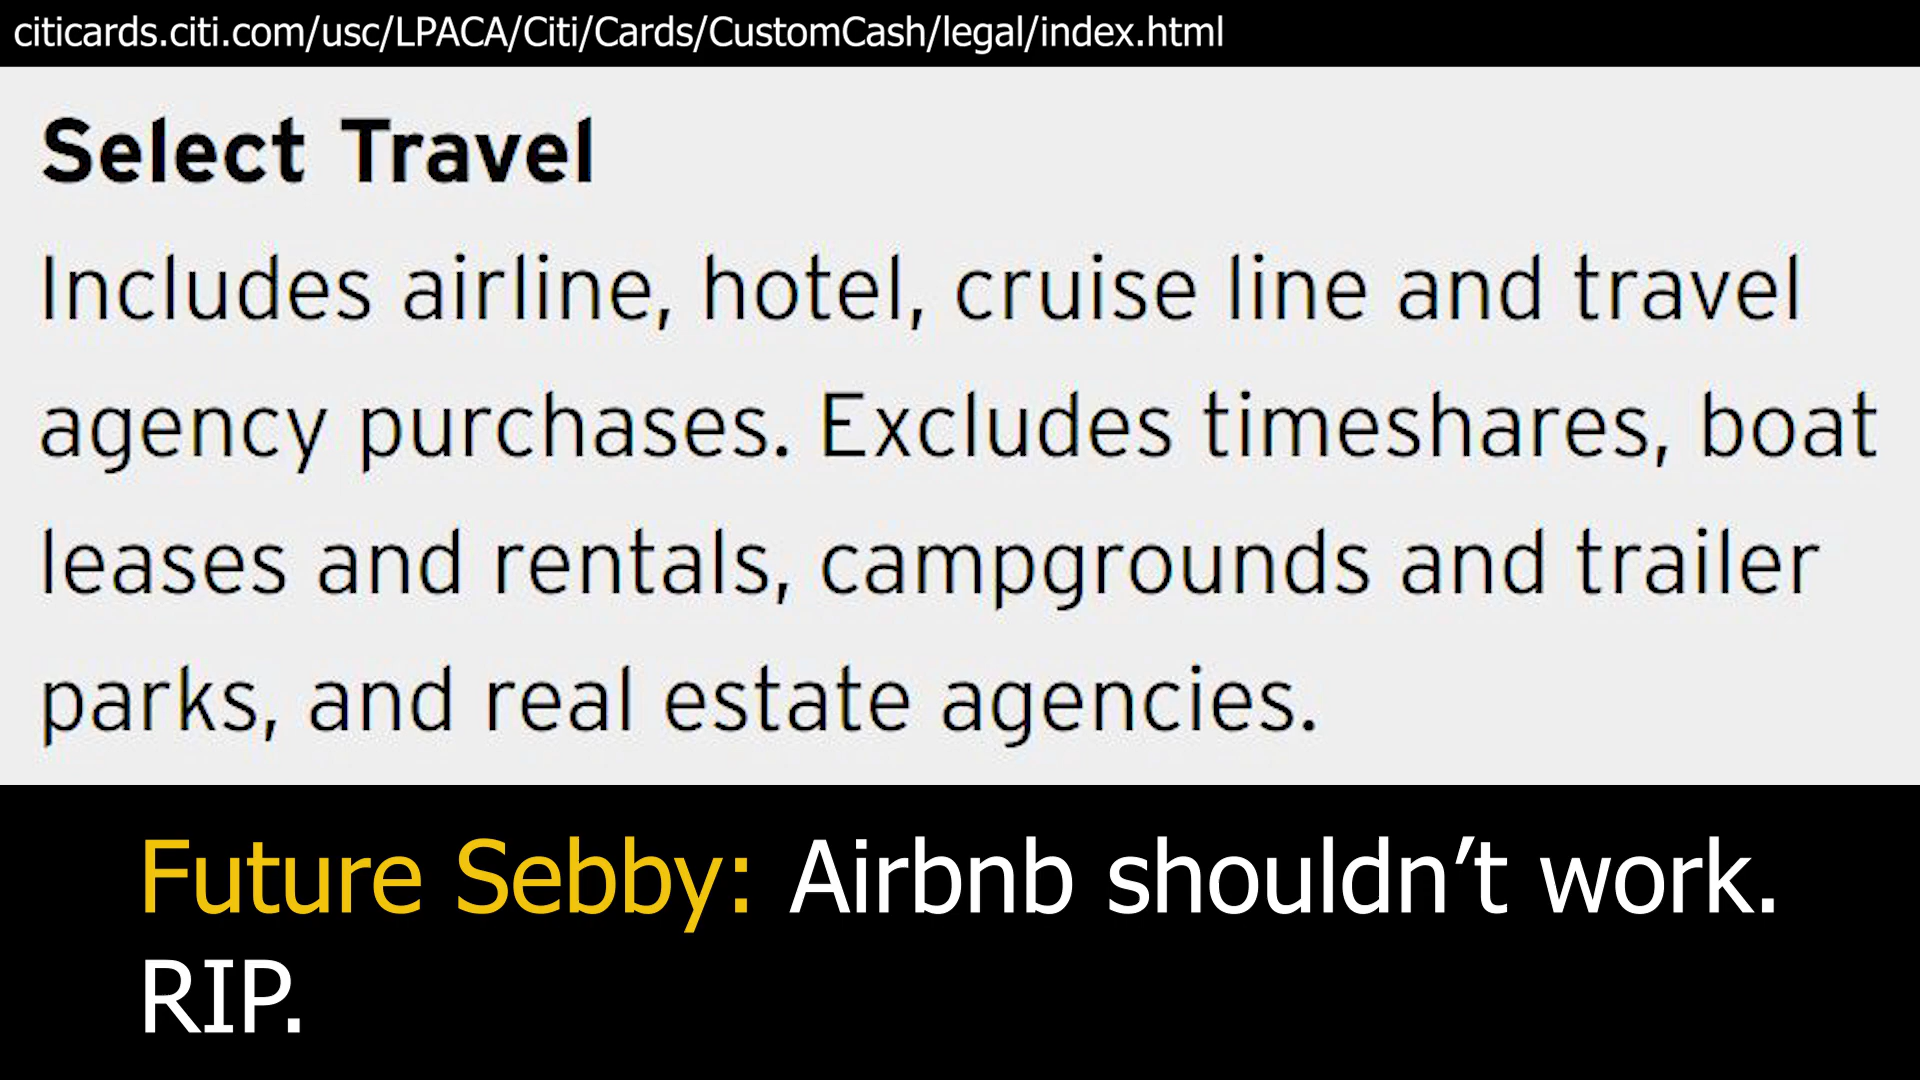 citicards.citi.com/usc/LPACA/Citi/Cards/CustomCash/legal/index.html
Select Travel
Includes airline, hotel, cruise line and travel
agency purchases. Excludes timeshares, boat
leases and rentals, campgrounds and trailer
parks, and real estate agencies.
Future Sebby: Airbnb shouldn’t work.
RIP.